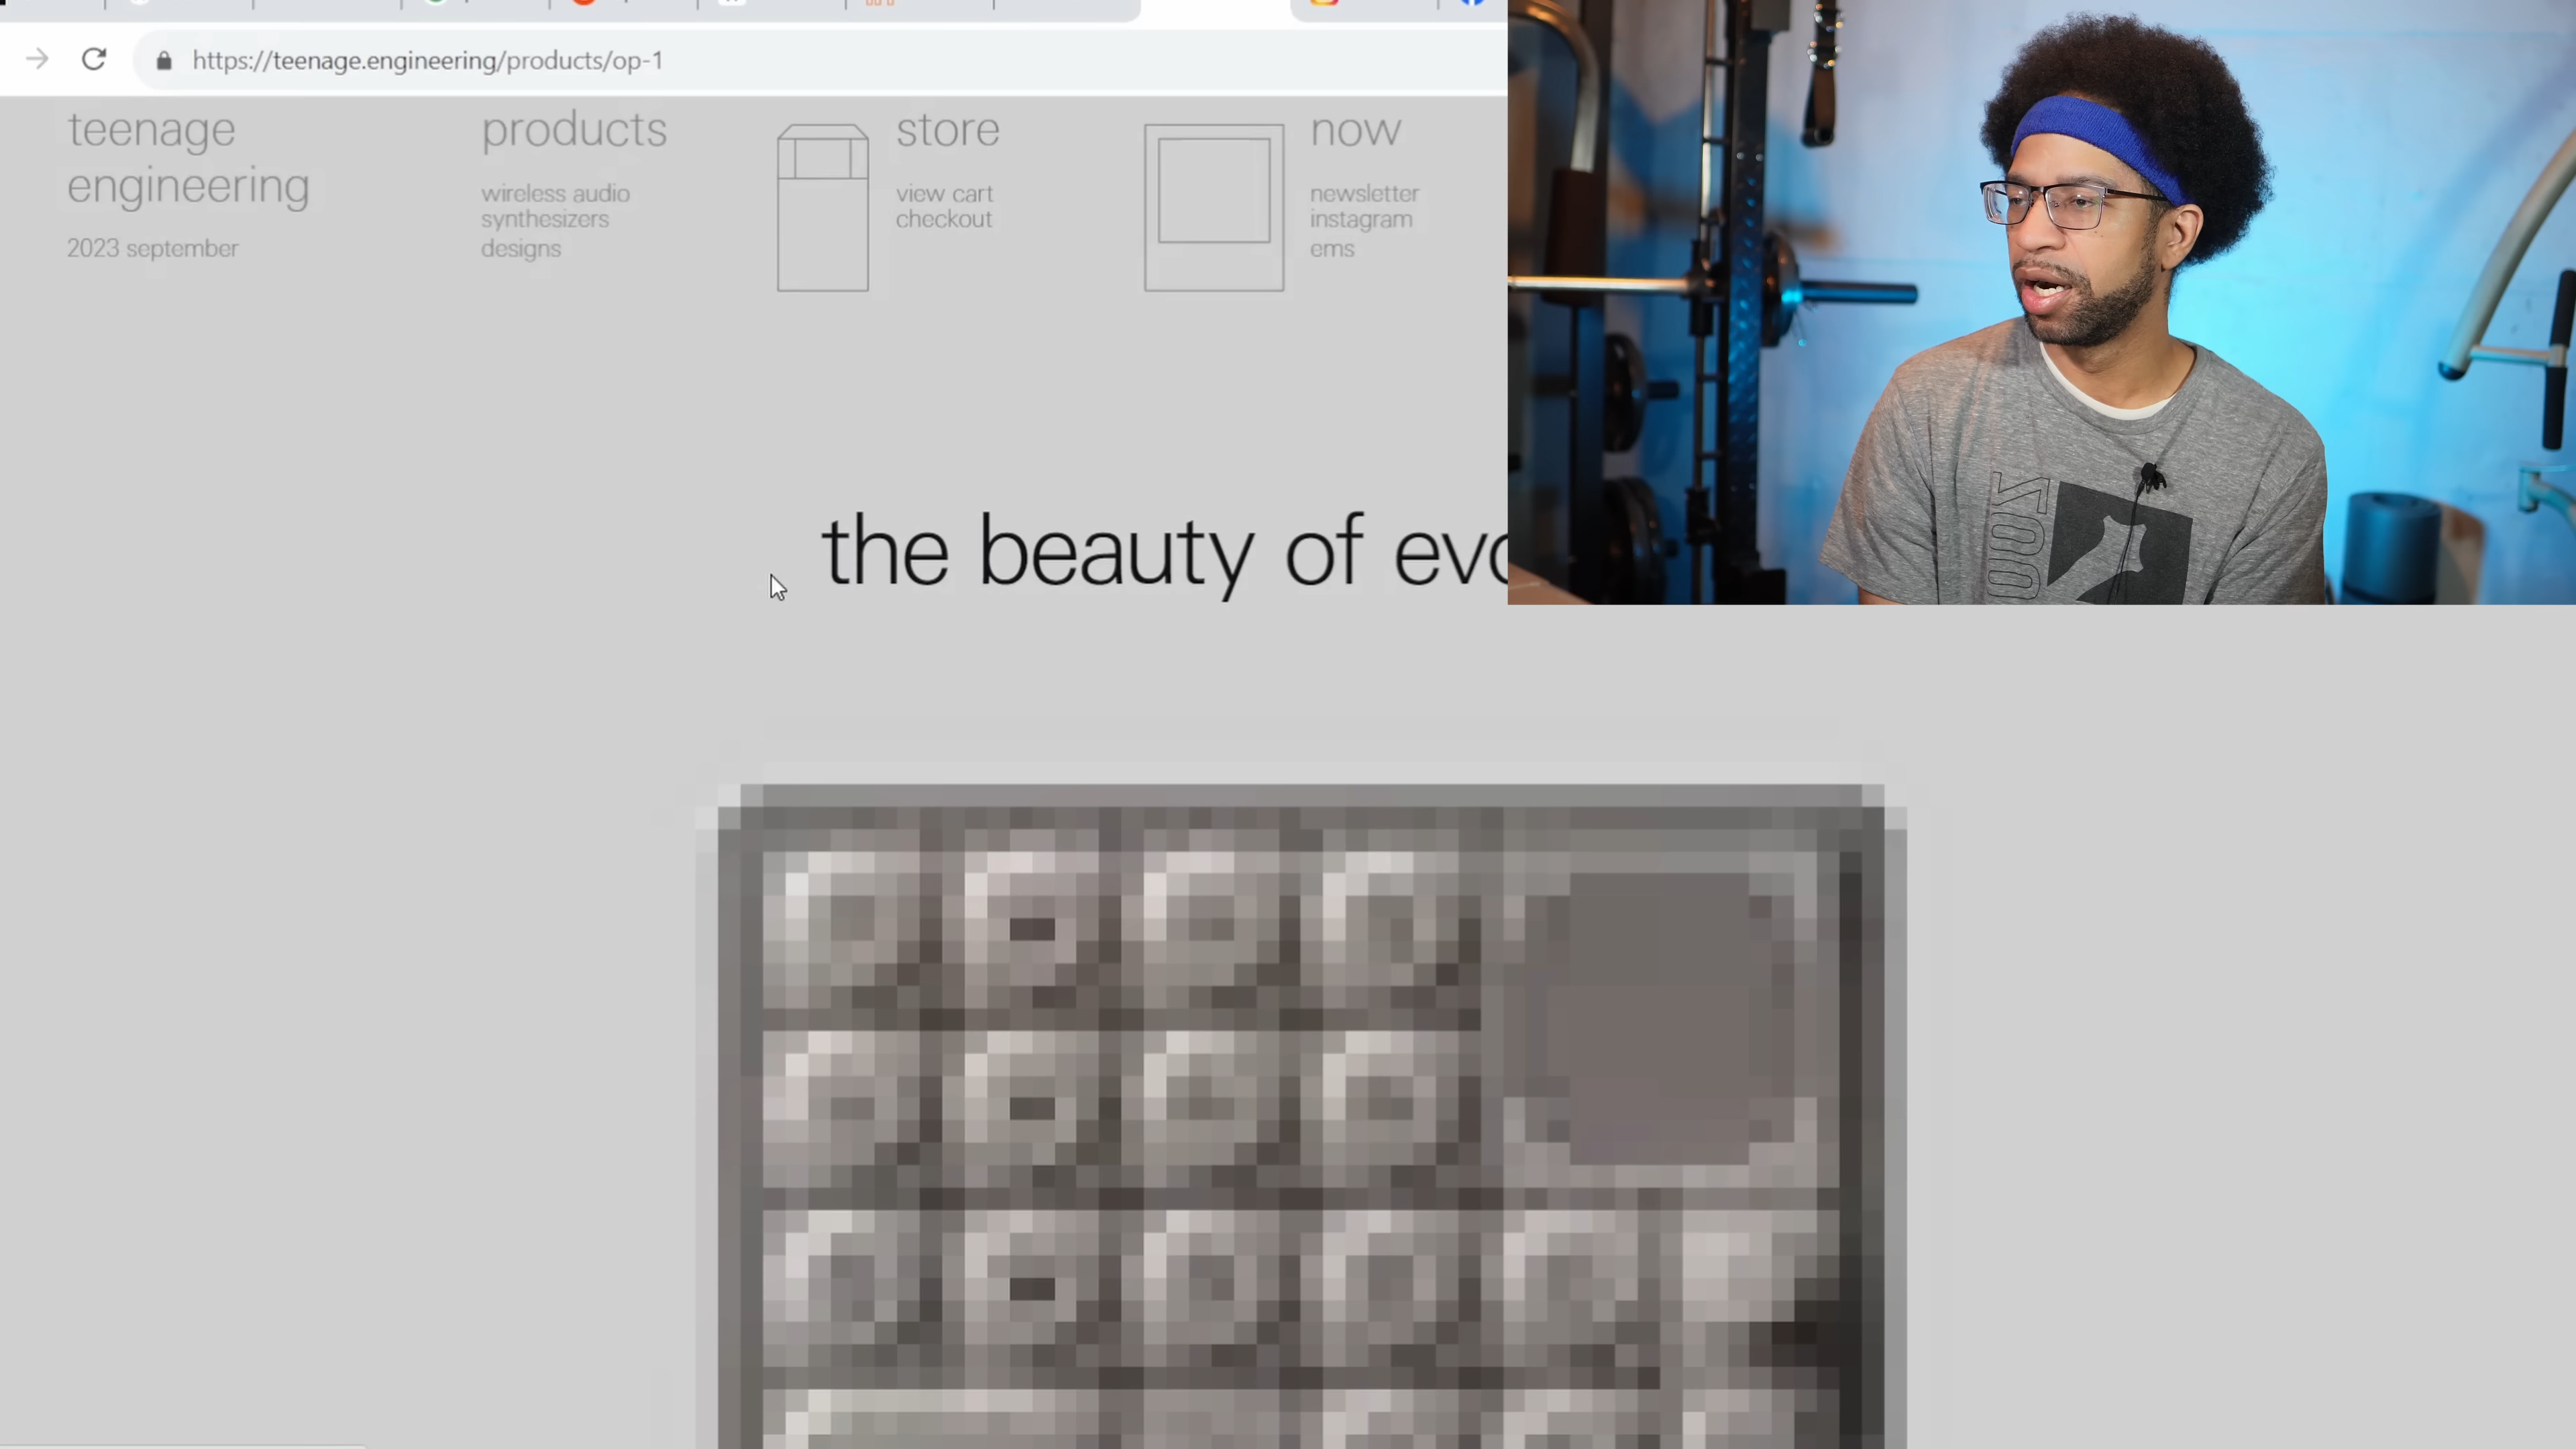 https://teenage.engineering/products/op-1
teenage
engineering
2023 september
products
wireless audio
synthesizers
designs
store
view cart
checkout
now
newsletter
instagram
ems
the beauty of evo